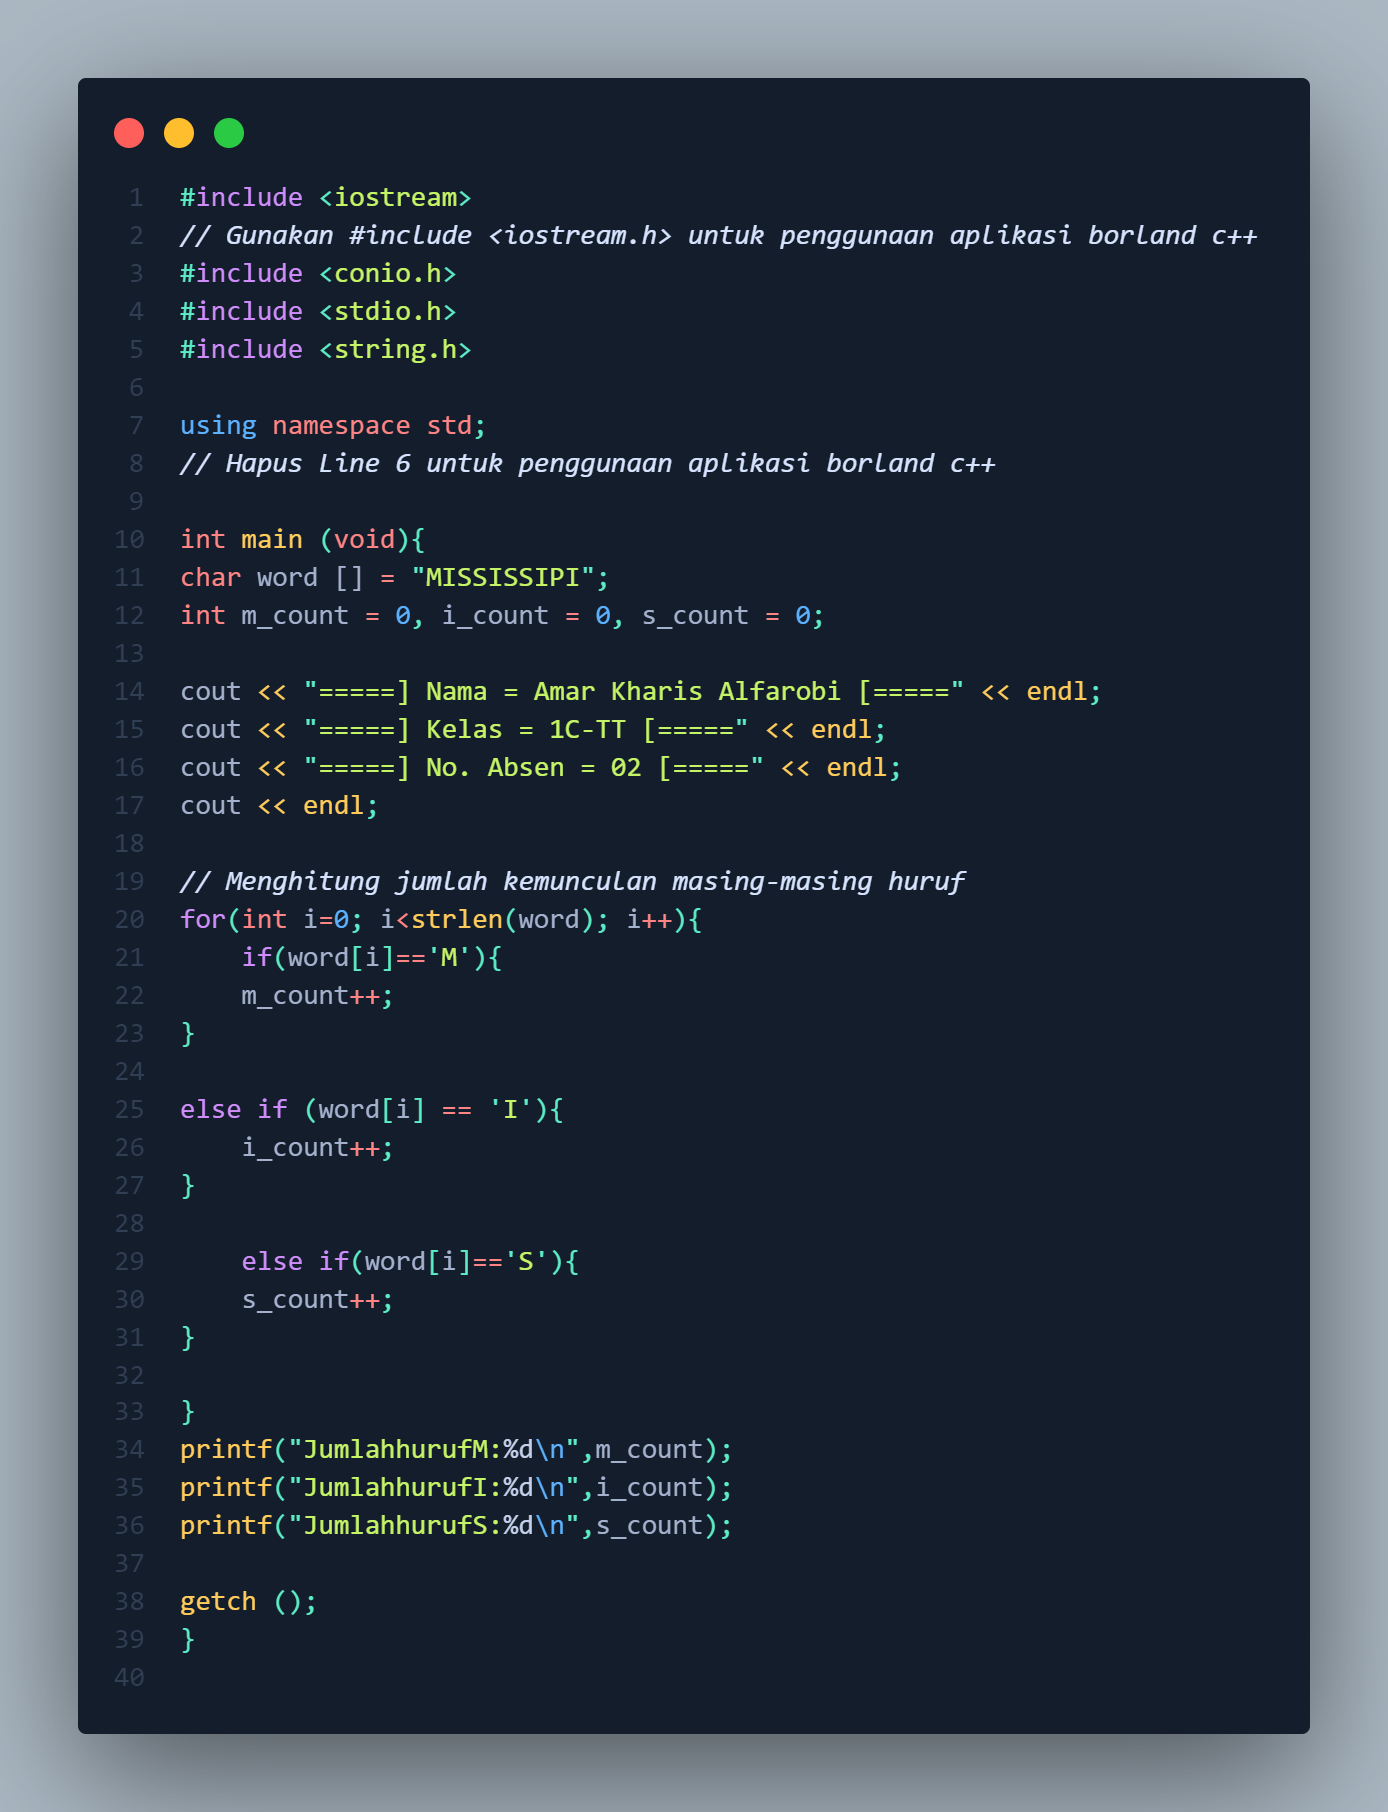 1 #include <iostream>
2 // Gunakan #include <iostream.h> untuk penggunaan aplikasi borland c++
3 #include <conio.h>
4 #include <stdio.h>
5 #include <string.h>
6
7 using namespace std;
8 // Hapus Line 6 untuk penggunaan aplikasi borland c++
9
10 int main (void){
11 char word [] = "MISSISSIPI";
12 int m_count = 0, i_count = 0, s_count = 0;
13
14 cout << "=====] Nama = Amar Kharis Alfarobi [=====" << endl;
15 cout << "=====] Kelas = 1C-TT [=====" << endl;
16 cout << "=====] No. Absen = 02 [=====" << endl;
17 cout << endl;
18
19 // Menghitung jumlah kemunculan masing-masing huruf
20 for(int i=0; i<strlen(word); i++){
21     if(word[i]=='M'){
22     m_count++;
23 }
24
25 else if (word[i] == 'I'){
26     i_count++;
27 }
28
29     else if(word[i]=='S'){
30     s_count++;
31 }
32
33 }
34 printf("JumlahhurufM:%d\n",m_count);
35 printf("JumlahhurufI:%d\n",i_count);
36 printf("JumlahhurufS:%d\n",s_count);
37
38 getch ();
39 }
40